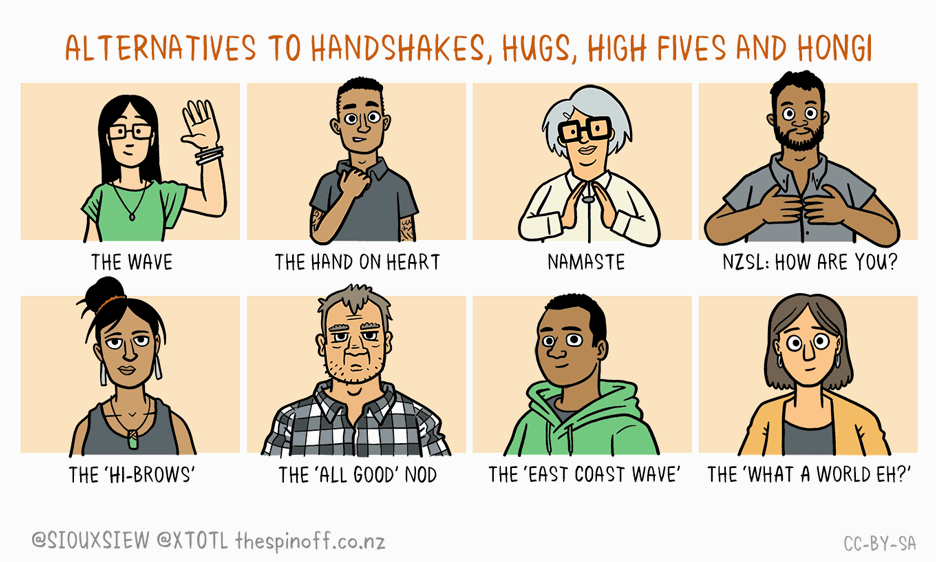 ALTERNATIVES TO HANDSHAKES, HUGS, HIGH FIVES AND HONGI
THE WAVE
THE HAND ON HEART
NAMASTE
NZSL: HOW ARE YOU?
THE 'HI-BROWS'
THE 'ALL GOOD' NOD
THE 'EAST COAST WAVE'
THE 'WHAT A WORLD EH?'
@SIOUXSIEW @XTOTL thespinoff.co.nz
CC-BY-SA